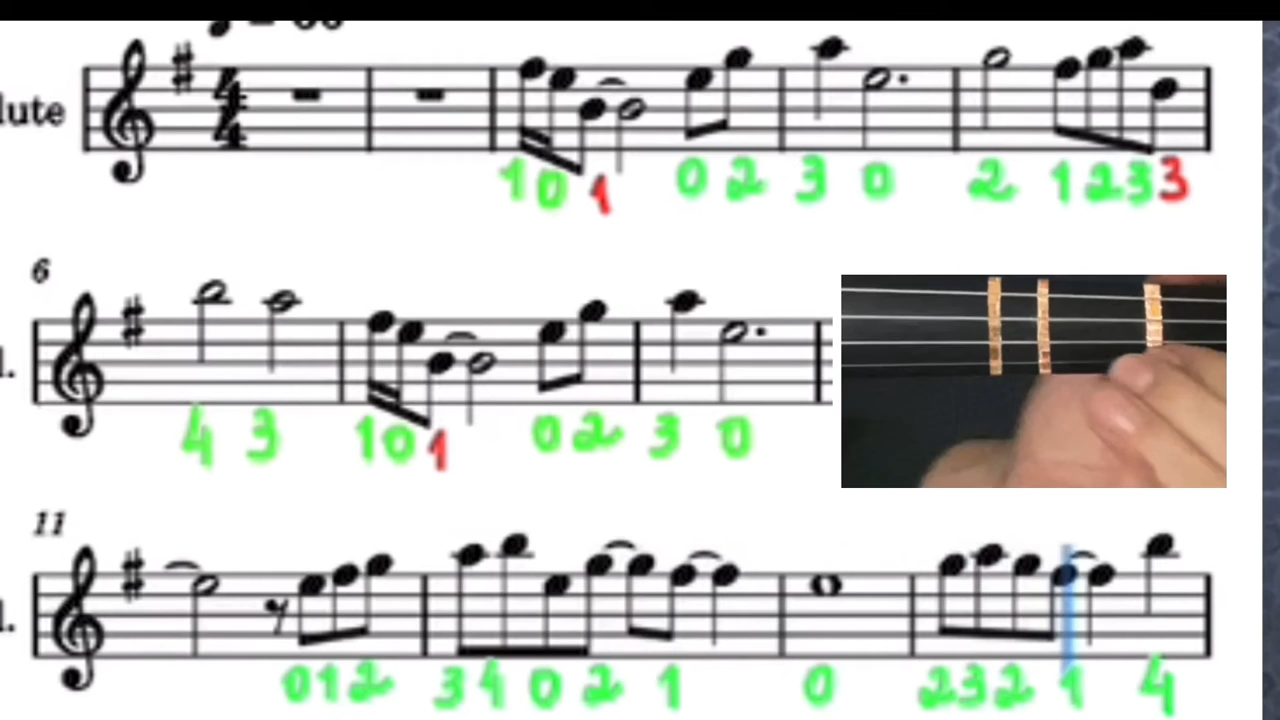 lute 4/4
1 0 1 0 2 3 0 2 1 2 3 3
6
4 3 1 0 1 0 2 3 0
11
0 1 2 3 4 0 2 1 0 2 3 2 1 4